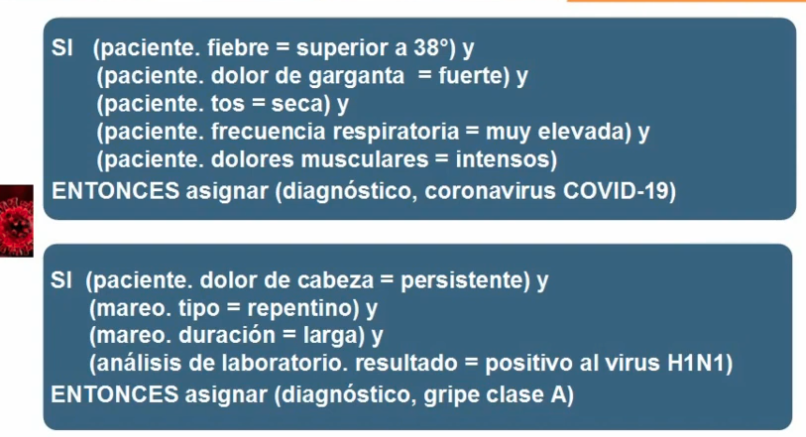 SI (paciente. fiebre = superior a 38°) y
(paciente. dolor de garganta = fuerte) y
(paciente. tos = seca) y
(paciente. frecuencia respiratoria = muy elevada) y
(paciente. dolores musculares = intensos)
ENTONCES asignar (diagnóstico, coronavirus COVID-19)
SI (paciente. dolor de cabeza = persistente) y
(mareo. tipo = repentino) y
(mareo. duración = larga) y
(análisis de laboratorio. resultado = positivo al virus H1N1)
ENTONCES asignar (diagnóstico, gripe clase A)